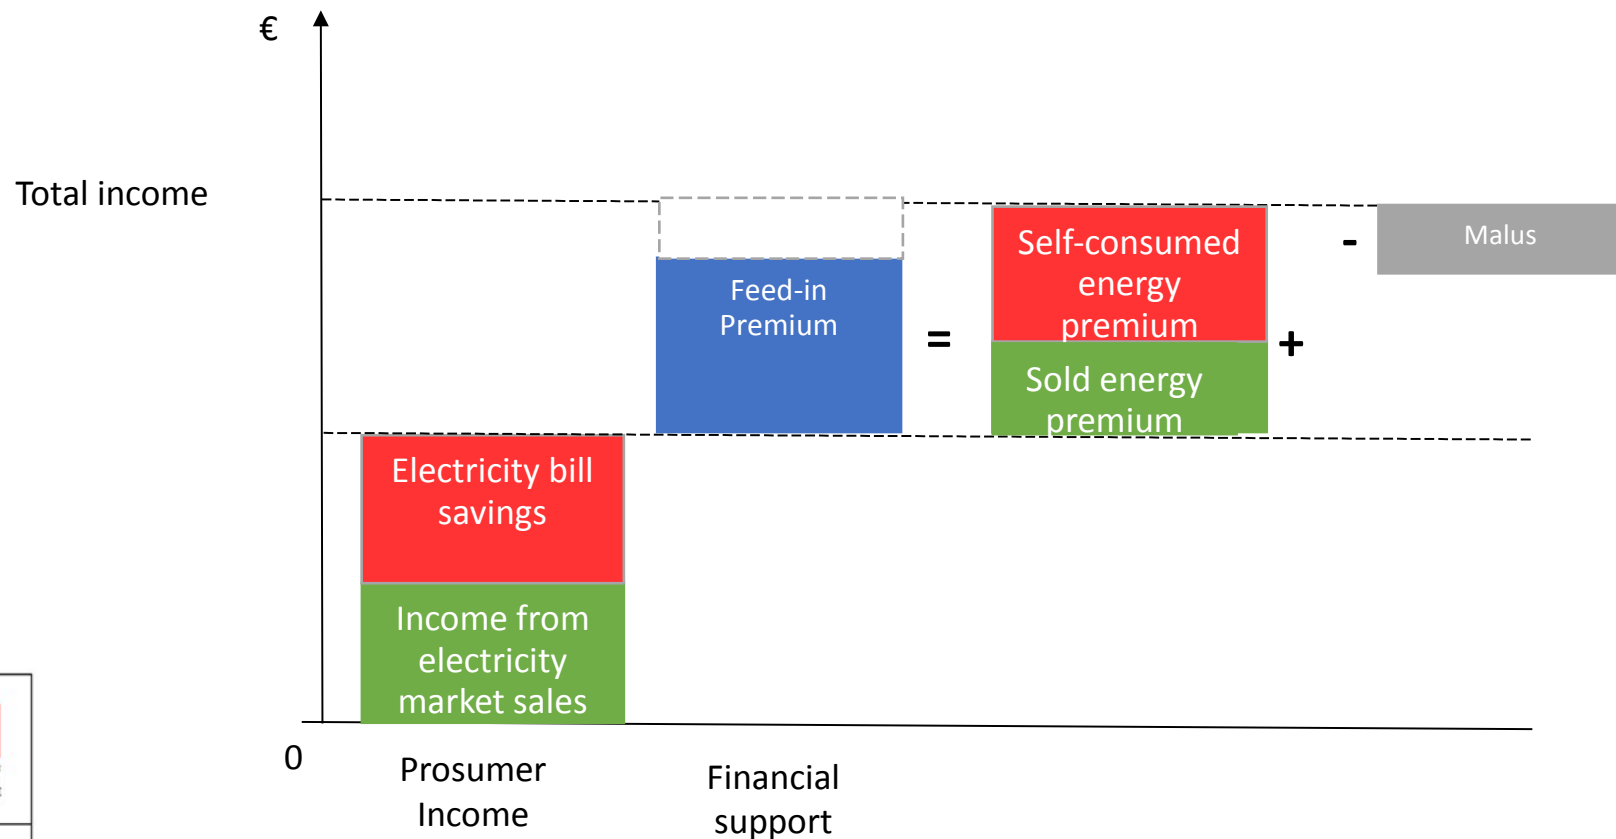 €
Total income
Self-consumed
energy
premium
-
Malus
Feed-in
Premium
=
+
Sold energy
premium
Electricity bill
savings
Income from
electricity
market sales
0
Prosumer
Income
Financial
support